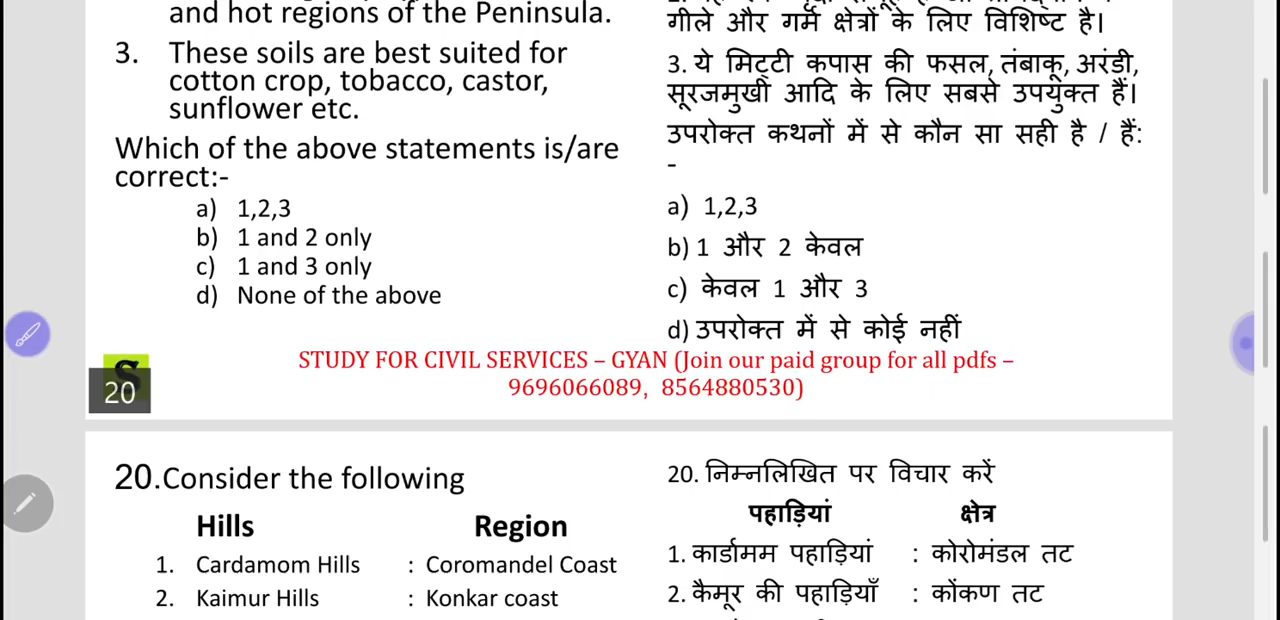 and hot regions of the Peninsula.
3. These soils are best suited for
cotton crop, tobacco, castor,
sunflower etc.
Which of the above statements is/are
correct:-
a) 1,2,3
b) 1 and 2 only
c) 1 and 3 only
d) None of the above
गीले और गर्म क्षेत्रों के लिए विशिष्ट है।
3. ये मिट्टी कपास की फसल, तंबाकू, अरंडी,
सूरजमुखी आदि के लिए सबसे उपयुक्त हैं।
उपरोक्त कथनों में से कौन सा सही है / हैं:
-
a) 1,2,3
b) 1 और 2 केवल
c) केवल 1 और 3
d) उपरोक्त में से कोई नहीं
S
20
STUDY FOR CIVIL SERVICES – GYAN (Join our paid group for all pdfs –
9696066089, 8564880530)
20.Consider the following
Hills Region
1. Cardamom Hills : Coromandel Coast
2. Kaimur Hills : Konkar coast
20. निम्नलिखित पर विचार करें
पहाड़ियां क्षेत्र
1. कार्डामम पहाड़ियां : कोरोमंडल तट
2. कैमूर की पहाड़ियाँ : कोंकण तट